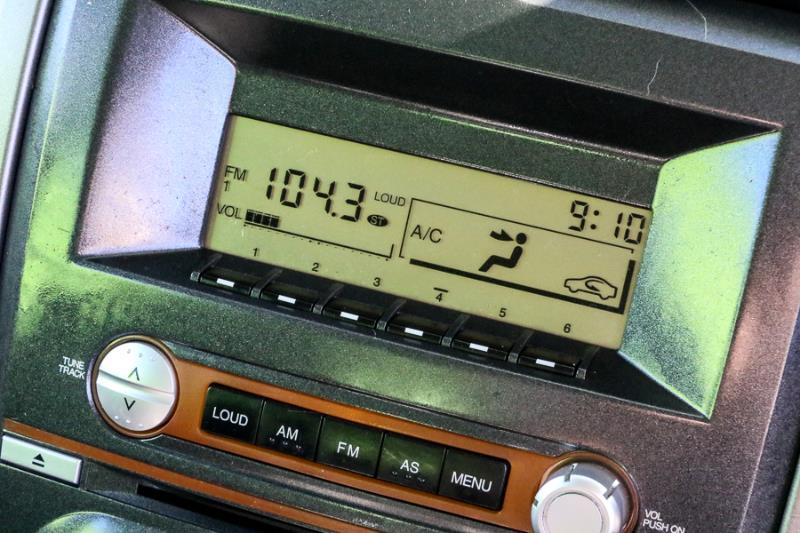 FM 1 104.3 LOUD ST
VOL
A/C
9:10
1 2 3 4 5 6
TUNE
TRACK
LOUD AM FM AS MENU
VOL
PUSH ON